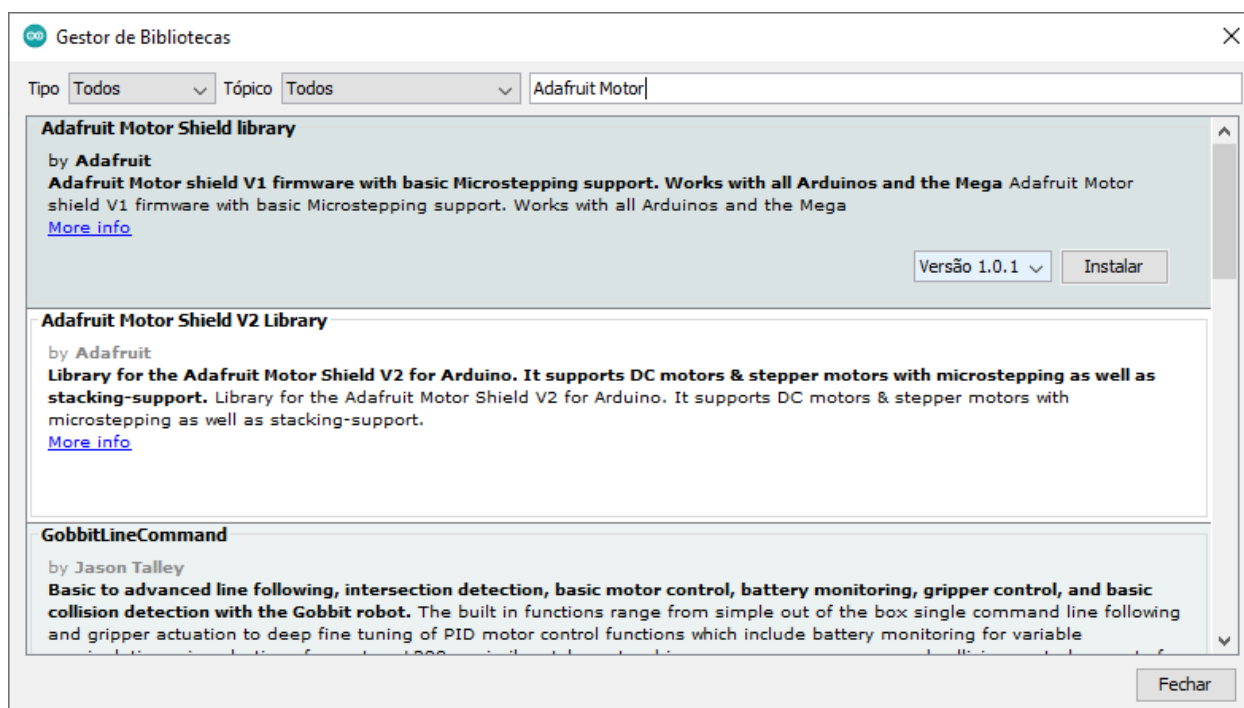 Gestor de Bibliotecas
Tipo Todos Tópico Todos Adafruit Motor
Adafruit Motor Shield library
by Adafruit
Adafruit Motor shield V1 firmware with basic Microstepping support. Works with all Arduinos and the Mega Adafruit Motor
shield V1 firmware with basic Microstepping support. Works with all Arduinos and the Mega
More info
Versão 1.0.1 Instalar
Adafruit Motor Shield V2 Library
by Adafruit
Library for the Adafruit Motor Shield V2 for Arduino. It supports DC motors & stepper motors with microstepping as well as
stacking-support. Library for the Adafruit Motor Shield V2 for Arduino. It supports DC motors & stepper motors with
microstepping as well as stacking-support.
More info
GobbitLineCommand
by Jason Talley
Basic to advanced line following, intersection detection, basic motor control, battery monitoring, gripper control, and basic
collision detection with the Gobbit robot. The built in functions range from simple out of the box single command line following
and gripper actuation to deep fine tuning of PID motor control functions which include battery monitoring for variable
Fechar